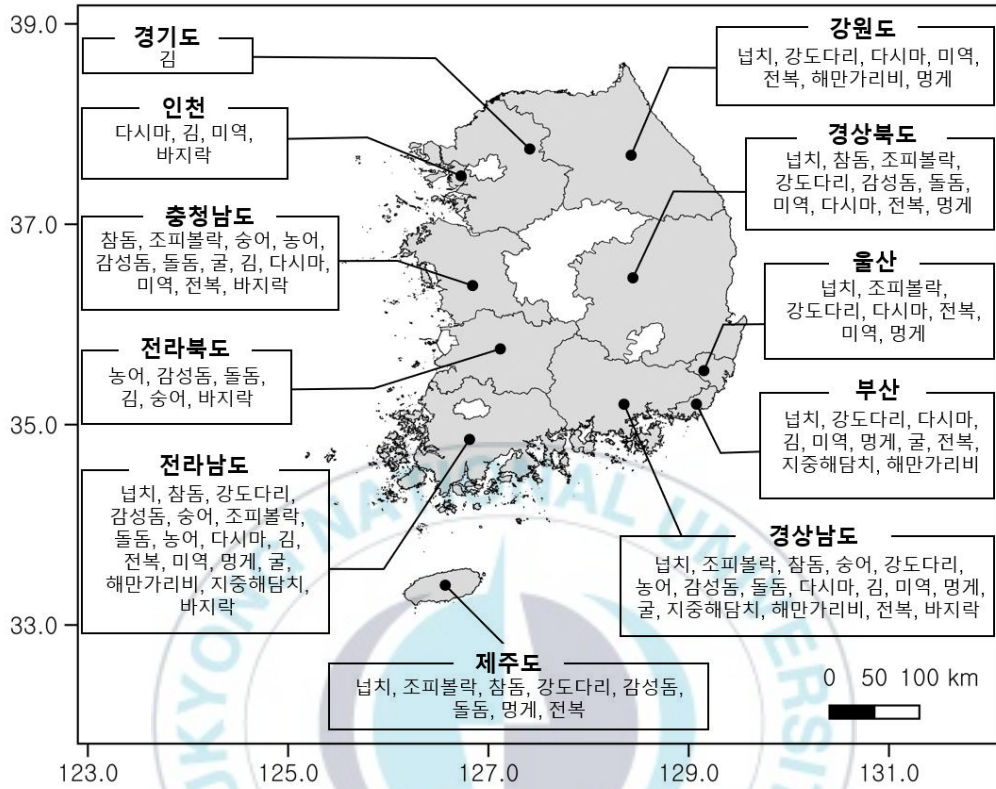 39.0
37.0
35.0
33.0
경기도
김
인천
다시마, 김, 미역,
바지락
충청남도
참돔, 조피볼락, 숭어, 농어,
감성돔, 돌돔, 굴, 김, 다시마,
미역, 전복, 바지락
전라북도
농어, 감성돔, 돌돔,
김, 숭어, 바지락
전라남도
넙치, 참돔, 강도다리,
감성돔, 숭어, 조피볼락,
돌돔, 농어, 다시마, 김,
전복, 미역, 멍게, 굴,
해만가리비, 지중해담치,
바지락
강원도
넙치, 강도다리, 다시마, 미역,
전복, 해만가리비, 멍게
경상북도
넙치, 참돔, 조피볼락,
강도다리, 감성돔, 돌돔,
미역, 다시마, 전복, 멍게
울산
넙치, 조피볼락,
강도다리, 다시마, 전복,
미역, 멍게
부산
넙치, 강도다리, 다시마,
김, 미역, 멍게, 굴, 전복,
지중해담치, 해만가리비
경상남도
넙치, 조피볼락, 참돔, 숭어, 강도다리,
농어, 감성돔, 돌돔, 다시마, 김, 미역, 멍게,
굴, 지중해담치, 해만가리비, 전복, 바지락
제주도
넙치, 조피볼락, 참돔, 강도다리, 감성돔,
돌돔, 멍게, 전복
0 50 100 km
123.0 125.0 127.0 129.0 131.0
UKYONG NATIONAL UNIVERSI